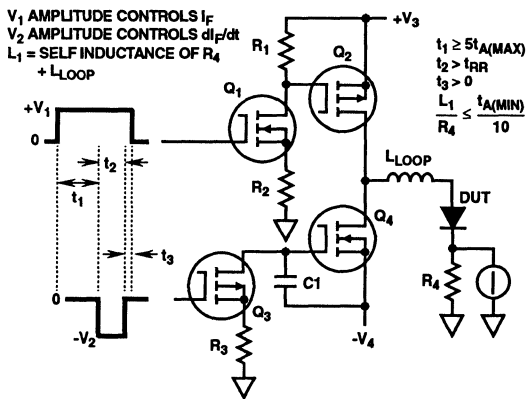 V1 AMPLITUDE CONTROLS IF
V2 AMPLITUDE CONTROLS dIF/dt
L1 = SELF INDUCTANCE OF R4
+ LLOOP
+V3
R1
Q2
t1 ≥ 5tA(MAX)
t2 > tRR
t3 > 0
L1/R4 ≤ tA(MIN)/10
Q1
+V1
0
t2
t1
R2
LLOOP
DUT
Q4
t3
R4
C1
0
-V2
Q3
R3
-V4